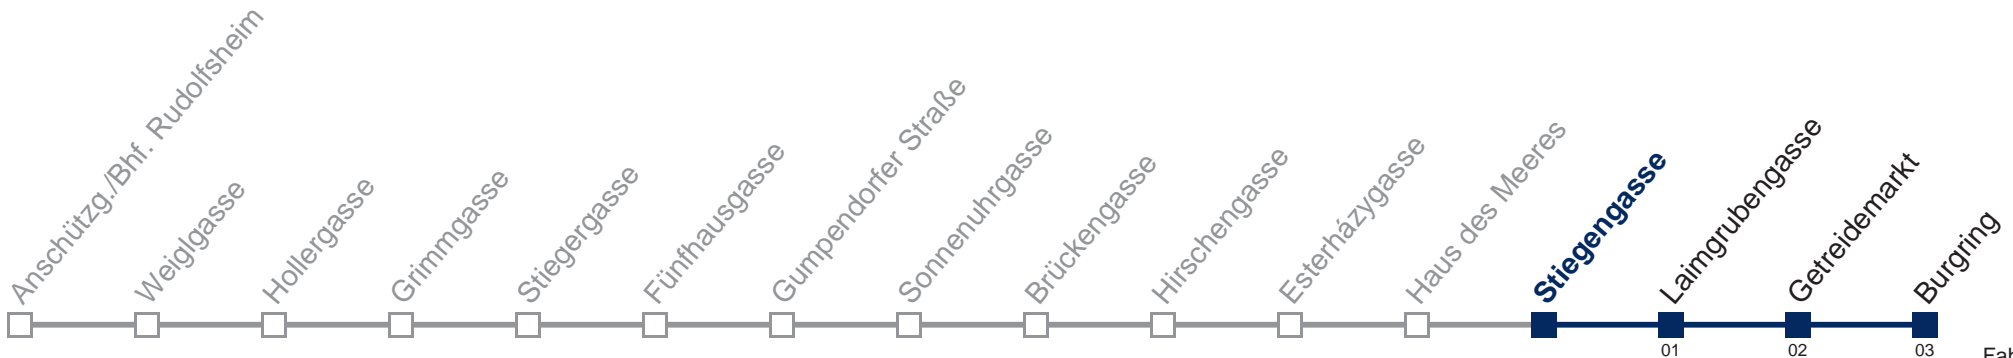 Anschützg./Bhf. Rudolfsheim
Weiglgasse
Hollergasse
Grimmgasse
Stiegergasse
Fünfhausgasse
Gumpendorfer Straße
Sonnenuhrgasse
Brückengasse
Hirschengasse
Esterházygasse
Haus des Meeres
Stiegengasse
Laimgrubengasse
Getreidemarkt
Burgring
01 02 03